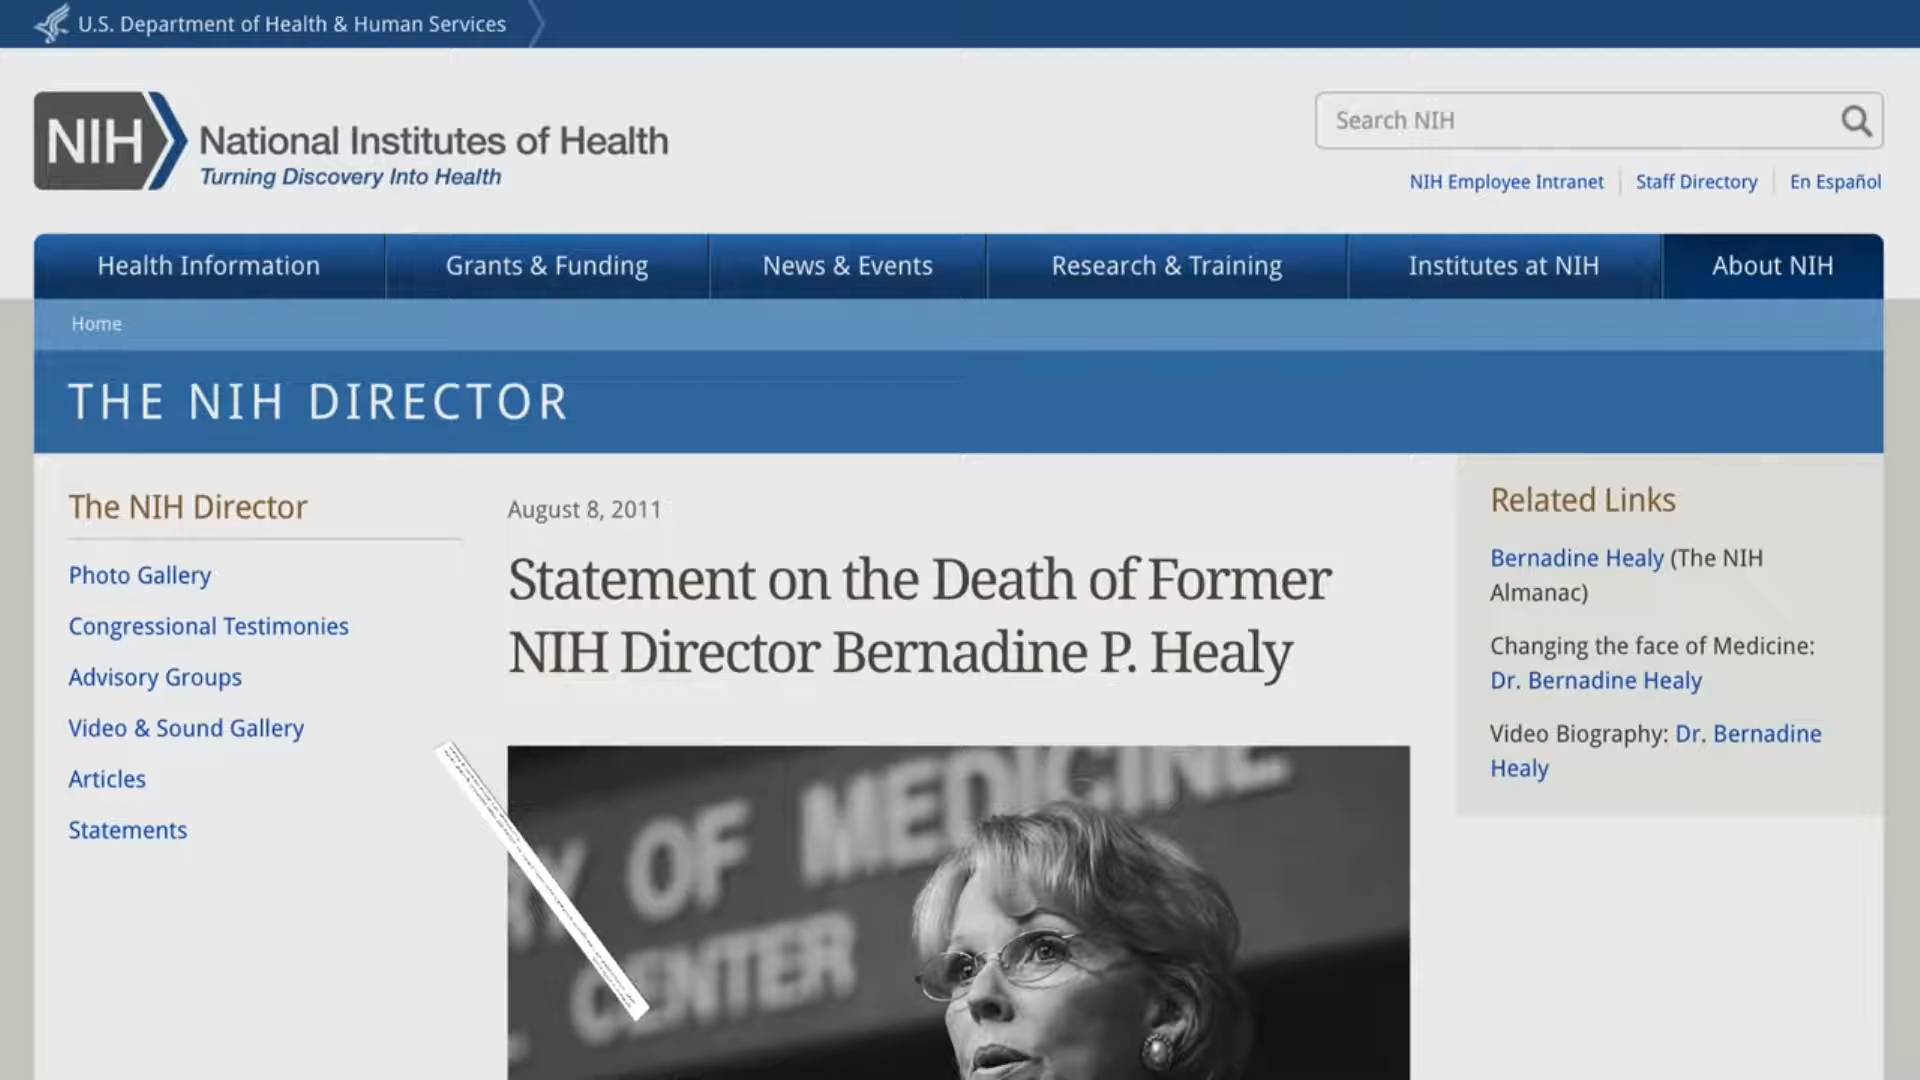 U.S. Department of Health & Human Services
NIH
National Institutes of Health
Turning Discovery Into Health
Search NIH
NIH Employee Intranet
Staff Directory
En Español
Health Information
Grants & Funding
News & Events
Research & Training
Institutes at NIH
About NIH
Home
THE NIH DIRECTOR
The NIH Director
Photo Gallery
Congressional Testimonies
Advisory Groups
Video & Sound Gallery
Articles
Statements
August 8, 2011
Statement on the Death of Former
NIH Director Bernadine P. Healy
Y OF MEDICINE
CENTER
Related Links
Bernadine Healy (The NIH
Almanac)
Changing the face of Medicine:
Dr. Bernadine Healy
Video Biography: Dr. Bernadine
Healy